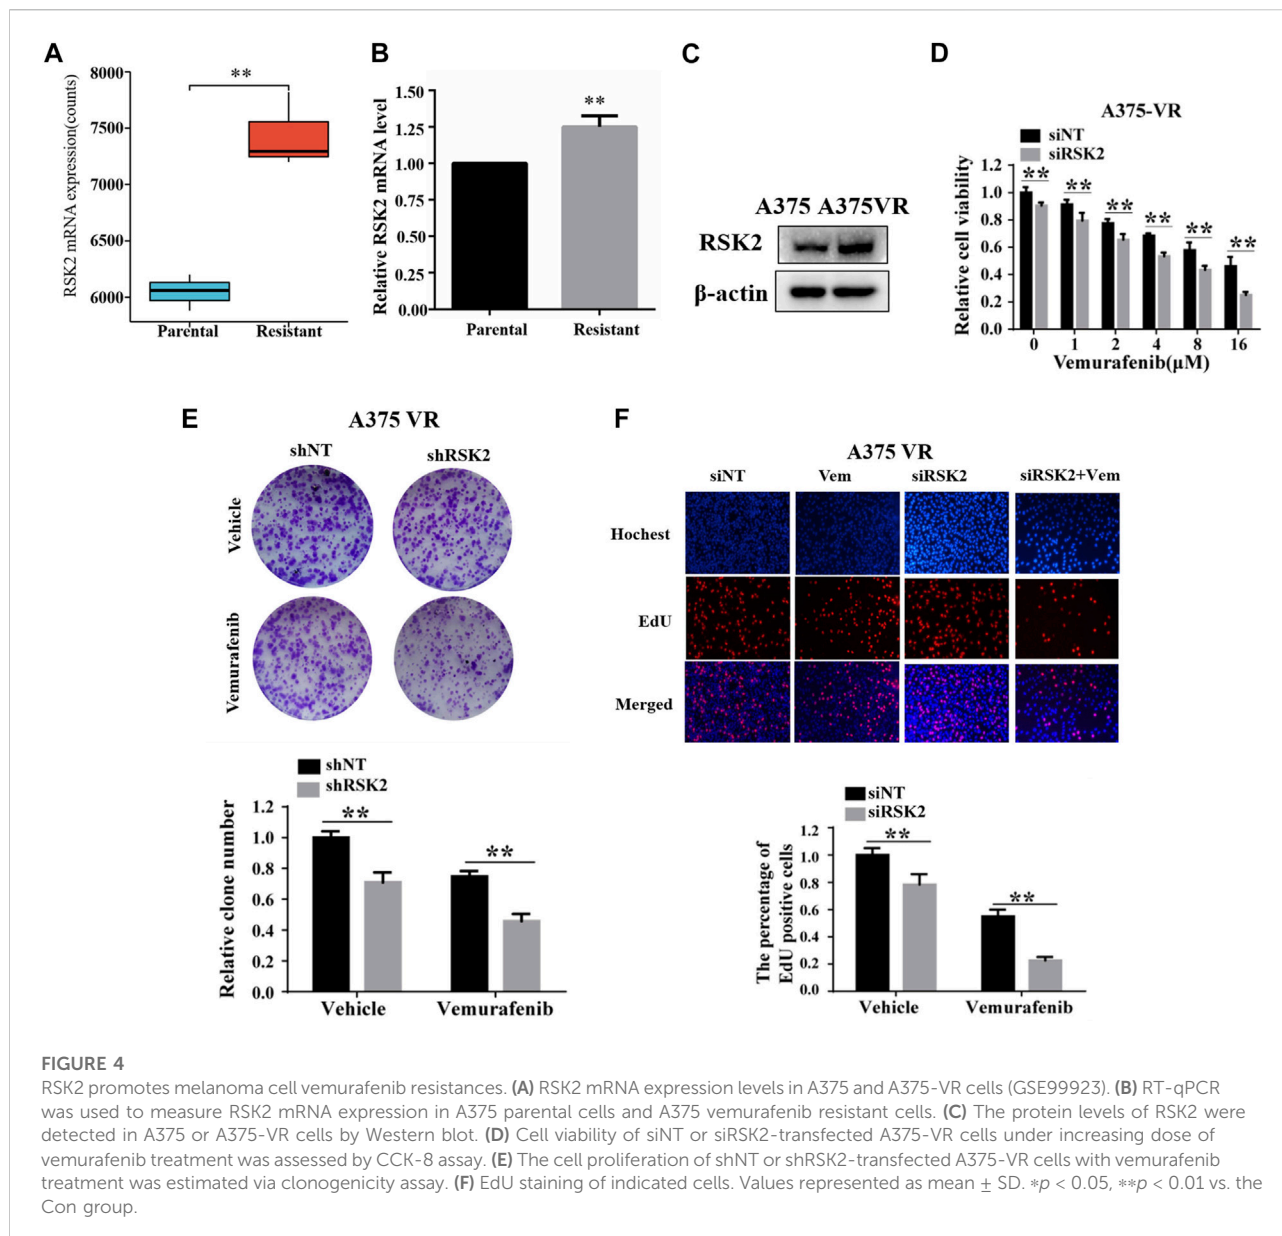 A
RSK2 mRNA expression(counts)
8000
7500
7000
6500
6000
**
Parental
Resistant
B
Relative RSK2 mRNA level
1.50
1.25
1.00
0.75
0.50
0.25
0.00
**
Parental
Resistant
C
A375 A375VR
RSK2
β-actin
D
A375-VR
siNT
siRSK2
Relative cell viability
1.2
1.0
0.8
0.6
0.4
0.2
0.0
** ** ** ** ** **
0 1 2 4 8 16
Vemurafenib(μM)
E
A375 VR
shNT
shRSK2
Vehicle
Vemurafenib
shNT
shRSK2
Relative clone number
1.2
1.0
0.8
0.6
0.4
0.2
0.0
**
**
Vehicle
Vemurafenib
F
A375 VR
siNT
Vem
siRSK2
siRSK2+Vem
Hochest
EdU
Merged
siNT
siRSK2
The percentage of
EdU positive cells
1.2
1.0
0.8
0.6
0.4
0.2
0.0
**
**
Vehicle
Vemurafenib
FIGURE 4
RSK2 promotes melanoma cell vemurafenib resistances. (A) RSK2 mRNA expression levels in A375 and A375-VR cells (GSE99923). (B) RT-qPCR
was used to measure RSK2 mRNA expression in A375 parental cells and A375 vemurafenib resistant cells. (C) The protein levels of RSK2 were
detected in A375 or A375-VR cells by Western blot. (D) Cell viability of siNT or siRSK2-transfected A375-VR cells under increasing dose of
vemurafenib treatment was assessed by CCK-8 assay. (E) The cell proliferation of shNT or shRSK2-transfected A375-VR cells with vemurafenib
treatment was estimated via clonogenicity assay. (F) EdU staining of indicated cells. Values represented as mean ± SD. *p < 0.05, **p < 0.01 vs. the
Con group.